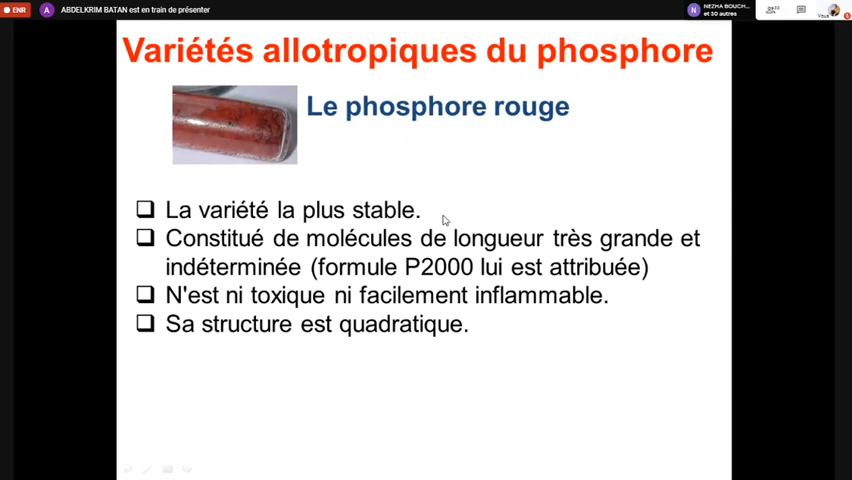 ENR
A
ABDELKRIM BATAN est en train de présenter
N
NEZHA BOUCH...
et 30 autres
Vous
Variétés allotropiques du phosphore
Le phosphore rouge
La variété la plus stable.
Constitué de molécules de longueur très grande et
indéterminée (formule P2000 lui est attribuée)
N'est ni toxique ni facilement inflammable.
Sa structure est quadratique.